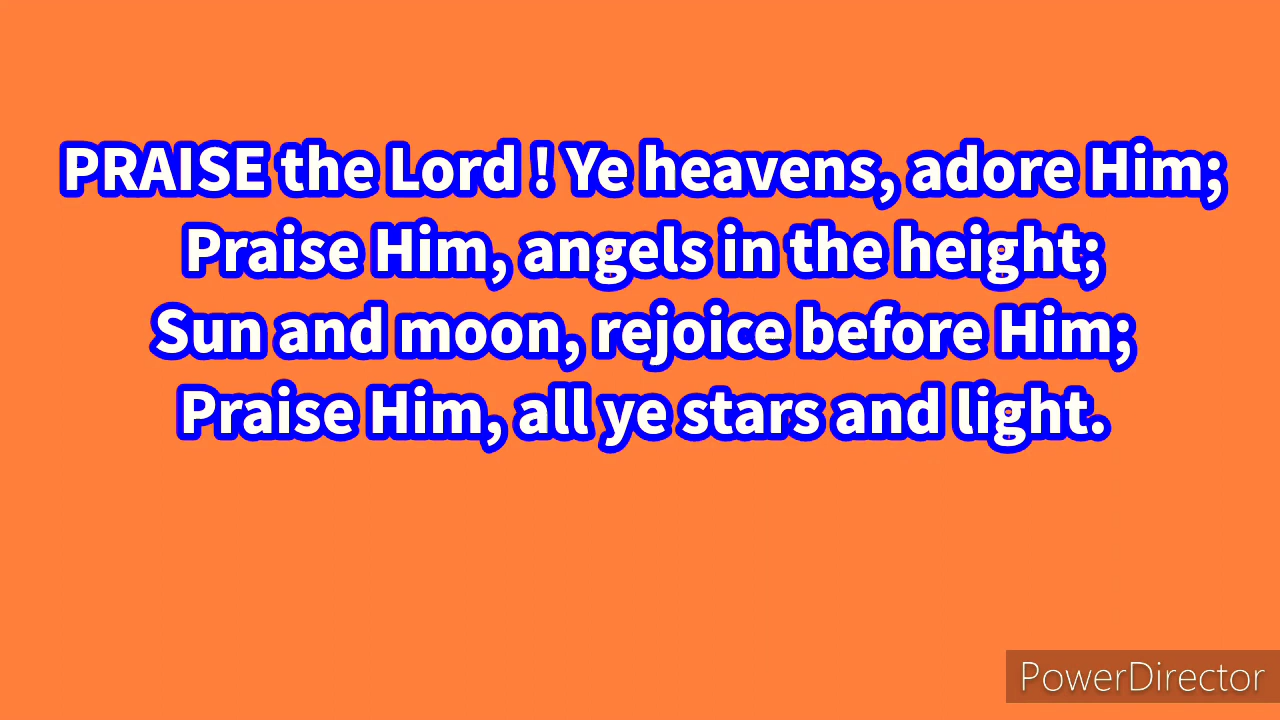 PRAISE the Lord ! Ye heavens, adore Him;
Praise Him, angels in the height;
Sun and moon, rejoice before Him;
Praise Him, all ye stars and light.
PowerDirector